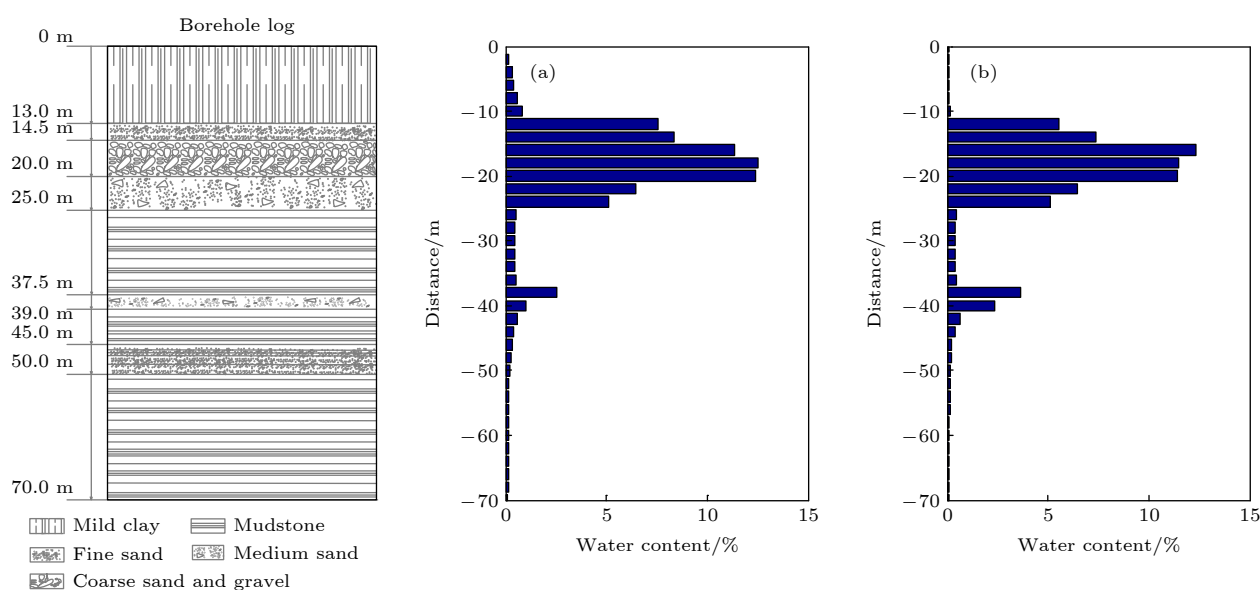 Borehole log
0 m
13.0 m
14.5 m
20.0 m
25.0 m
37.5 m
39.0 m
45.0 m
50.0 m
70.0 m
Mild clay
Mudstone
Fine sand
Medium sand
Coarse sand and gravel
(a)
0
−10
−20
−30
−40
−50
−60
−70
Distance/m
0 5 10 15
Water content/%
(b)
0
−10
−20
−30
−40
−50
−60
−70
Distance/m
0 5 10 15
Water content/%